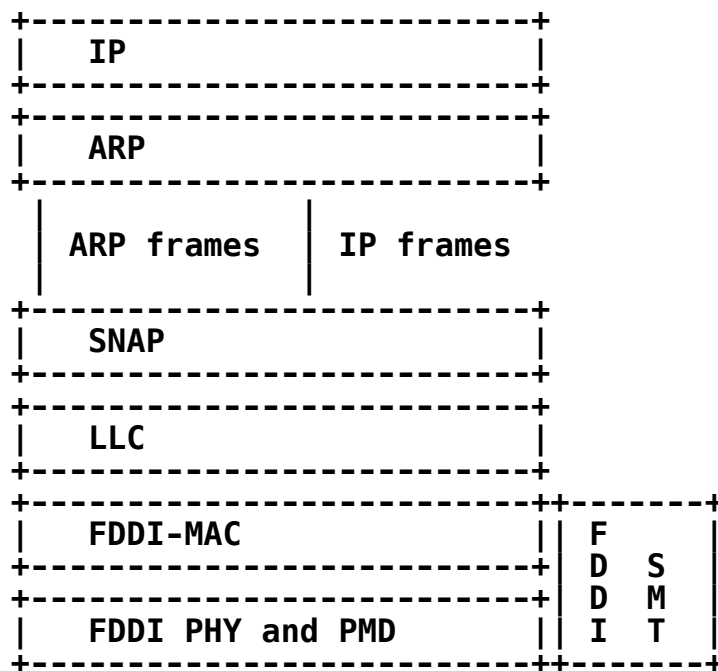 IP
ARP
ARP frames IP frames
SNAP
LLC
FDDI-MAC F
D S
D M
FDDI PHY and PMD I T